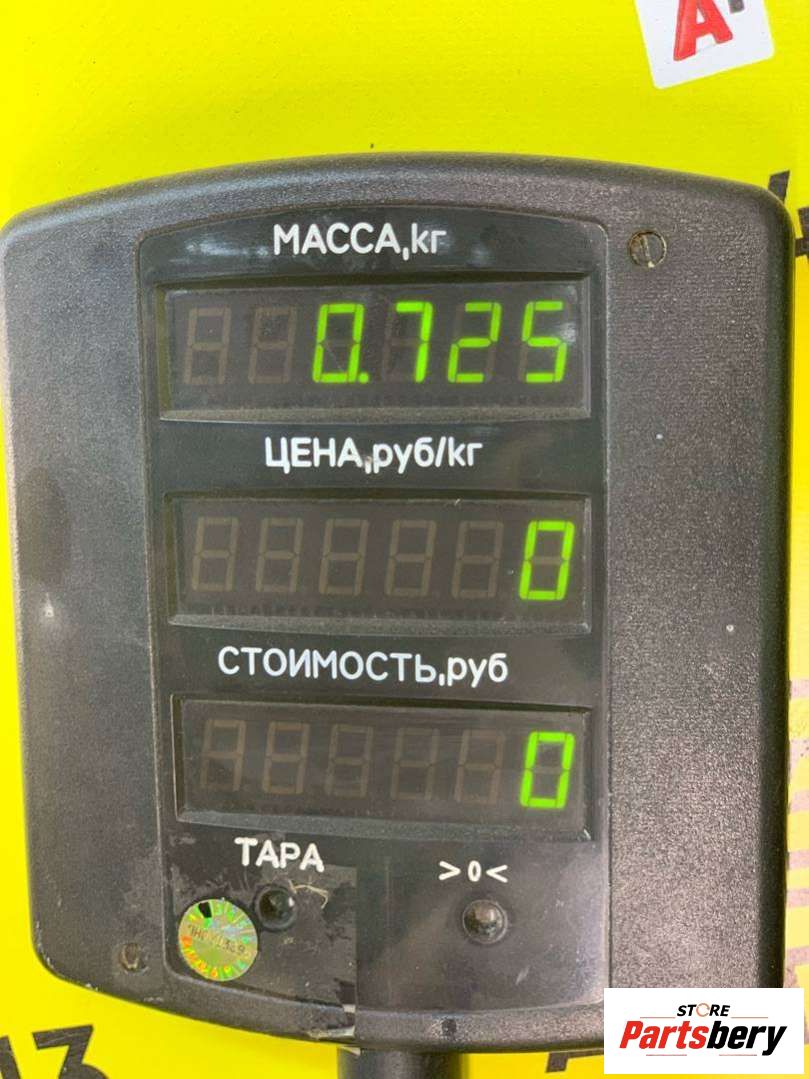 А
МАССА,кг
0.725
ЦЕНА,руб/кг
0
СТОИМОСТЬ,руб
0
ТАРА >0<
STORE
Partsbery